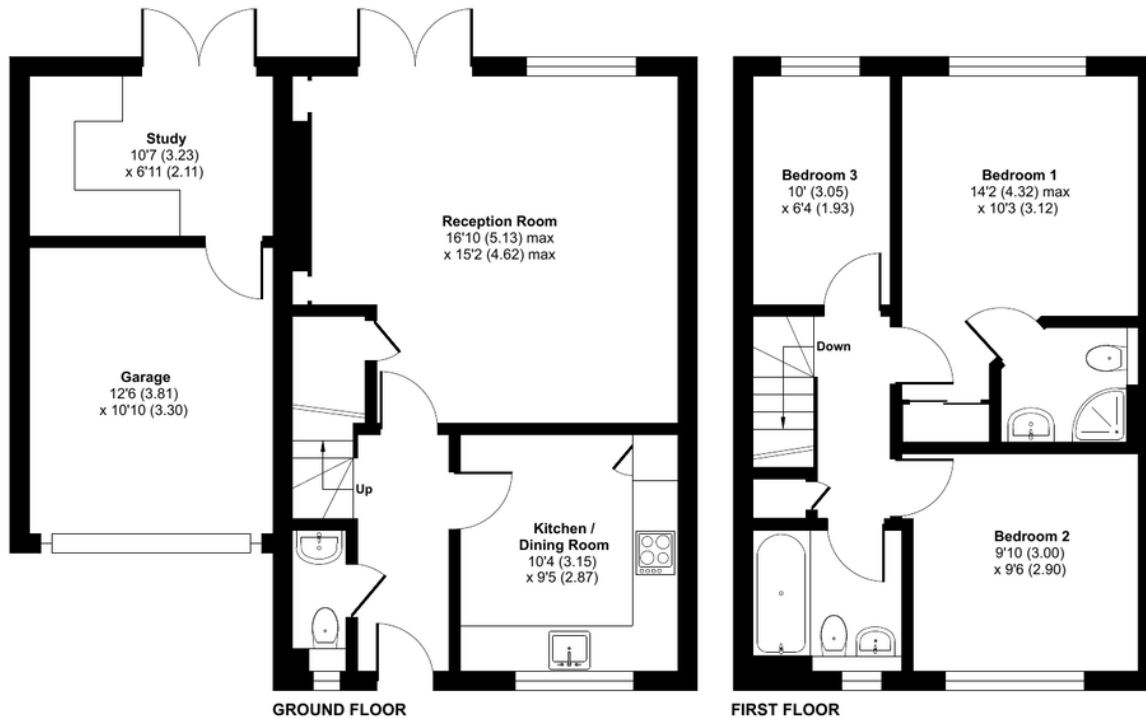 Study
10'7 (3.23)
x 6'11 (2.11)
Reception Room
16'10 (5.13) max
x 15'2 (4.62) max
Garage
12'6 (3.81)
x 10'10 (3.30)
Up
Kitchen /
Dining Room
10'4 (3.15)
x 9'5 (2.87)
GROUND FLOOR
Bedroom 3
10' (3.05)
x 6'4 (1.93)
Bedroom 1
14'2 (4.32) max
x 10'3 (3.12)
Down
Bedroom 2
9'10 (3.00)
x 9'6 (2.90)
FIRST FLOOR